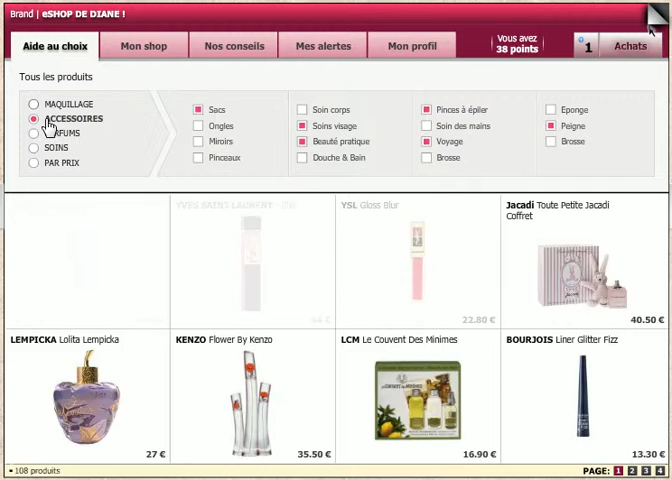 Brand | eSHOP DE DIANE !
Aide au choix
Mon shop
Nos conseils
Mes alertes
Mon profil
Vous avez
38 points
1
Achats
Tous les produits
MAQUILLAGE
ACCESSOIRES
FUMS
SOINS
PAR PRIX
Sacs
Ongles
Miroirs
Pinceaux
Soin corps
Soins visage
Beauté pratique
Douche & Bain
Pinces à épiler
Soin des mains
Voyage
Brosse
Eponge
Peigne
Brosse
YVES SAINT LAURENT
YSL Gloss Blur
22.80 €
Jacadi Toute Petite Jacadi
Coffret
40.50 €
LEMPICKA Lolita Lempicka
27 €
KENZO Flower By Kenzo
35.50 €
LCM Le Couvent Des Minimes
16.90 €
BOURJOIS Liner Glitter Fizz
13.30 €
108 produits
PAGE: 1 2 3 4